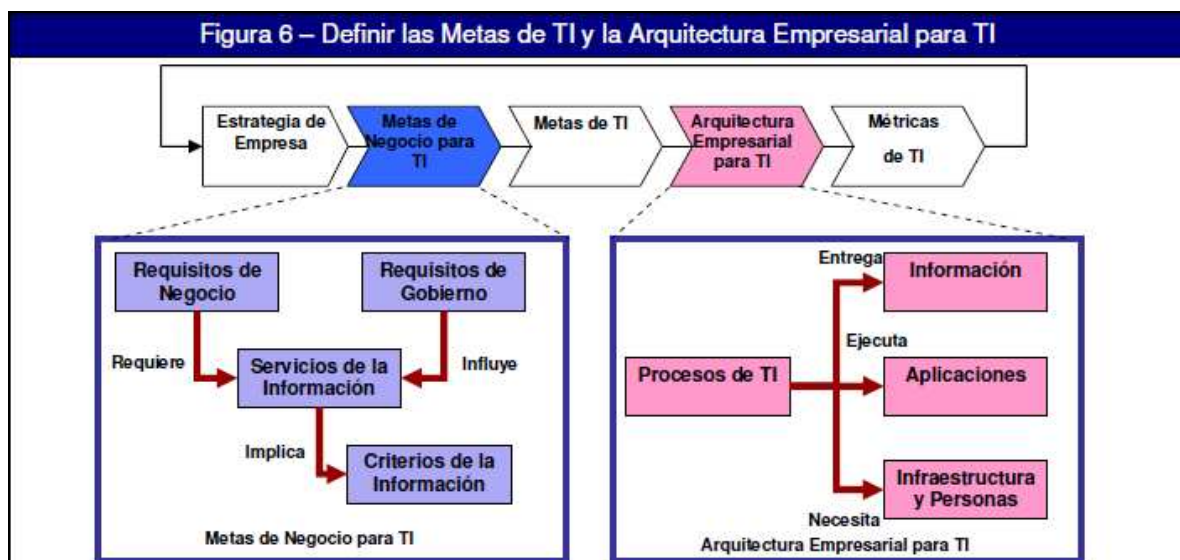 Figura 6 – Definir las Metas de TI y la Arquitectura Empresarial para TI
Estrategia de
Empresa
Metas de
Negocio para
TI
Metas de TI
Arquitectura
Empresarial
para TI
Métricas
de TI
Requisitos de
Negocio
Requisitos de
Gobierno
Requiere
Servicios de la
Información
Influye
Implica
Criterios de la
Información
Metas de Negocio para TI
Entrega
Información
Ejecuta
Procesos de TI
Aplicaciones
Infraestructura
y Personas
Necesita
Arquitectura Empresarial para TI